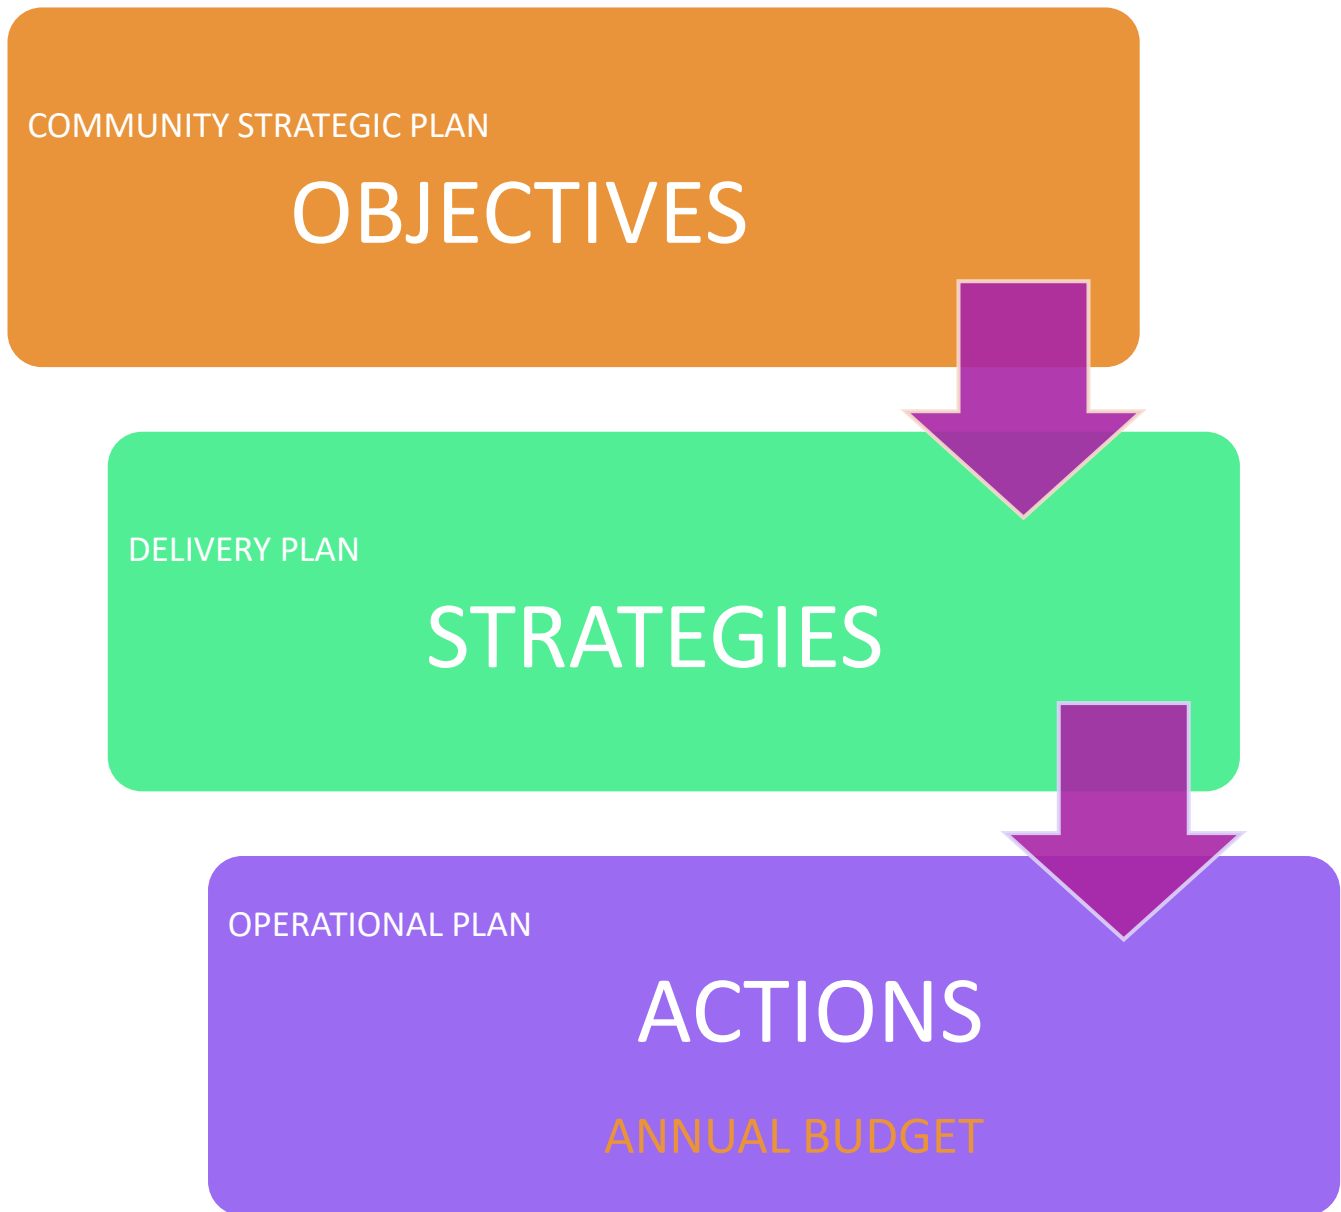 COMMUNITY STRATEGIC PLAN
OBJECTIVES
DELIVERY PLAN
STRATEGIES
OPERATIONAL PLAN
ACTIONS
ANNUAL BUDGET